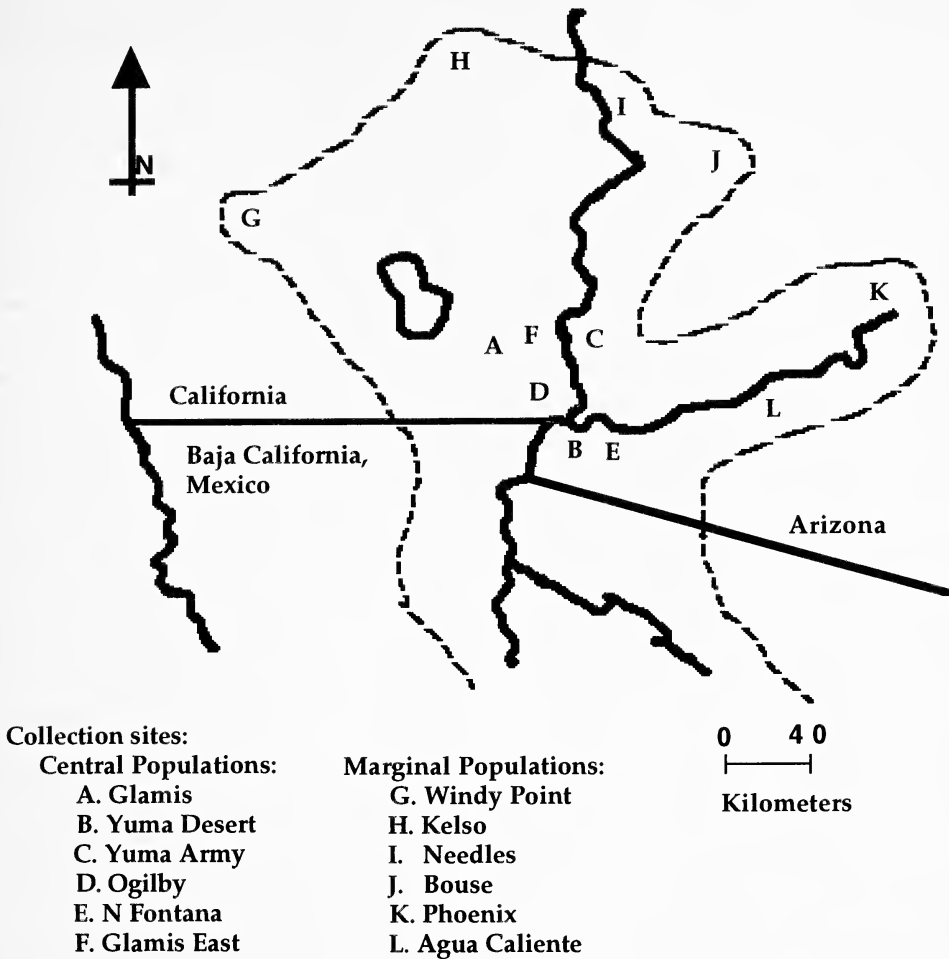 H
I
N
J
G
K
F
C
A
D
California
L
B
E
Baja California,
Mexico
Arizona
Collection sites:
0 40
Central Populations:
Marginal Populations:
A. Glamis
G. Windy Point
Kilometers
B. Yuma Desert
H. Kelso
C. Yuma Army
I. Needles
D. Ogilby
J. Bouse
E. N Fontana
K. Phoenix
F. Glamis East
L. Agua Caliente